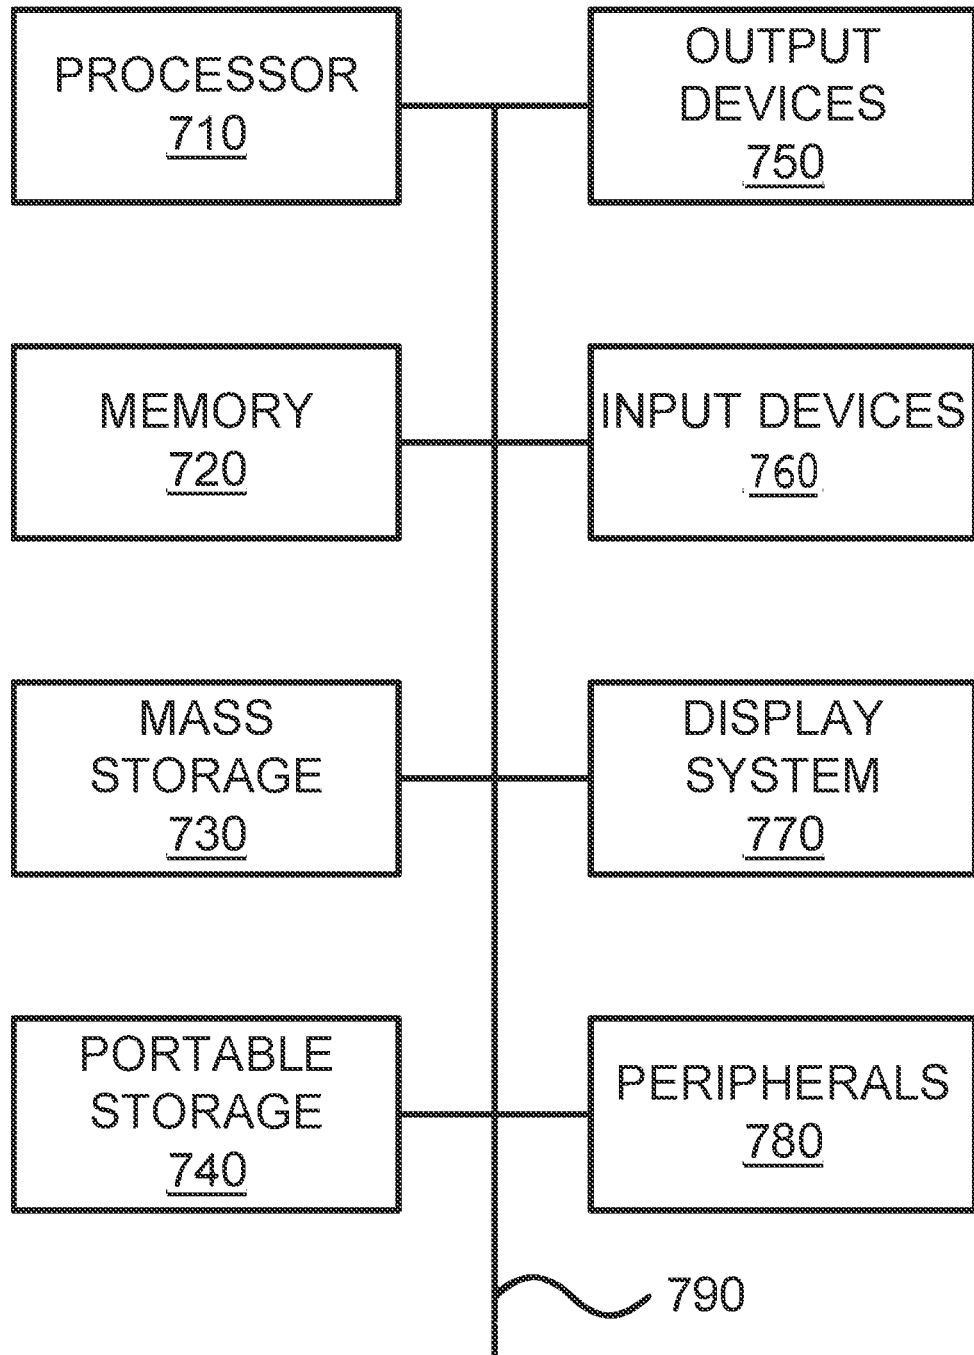 PROCESSOR
710
OUTPUT
DEVICES
750
MEMORY
720
INPUT DEVICES
760
MASS
STORAGE
730
DISPLAY
SYSTEM
770
PORTABLE
STORAGE
740
PERIPHERALS
780
790